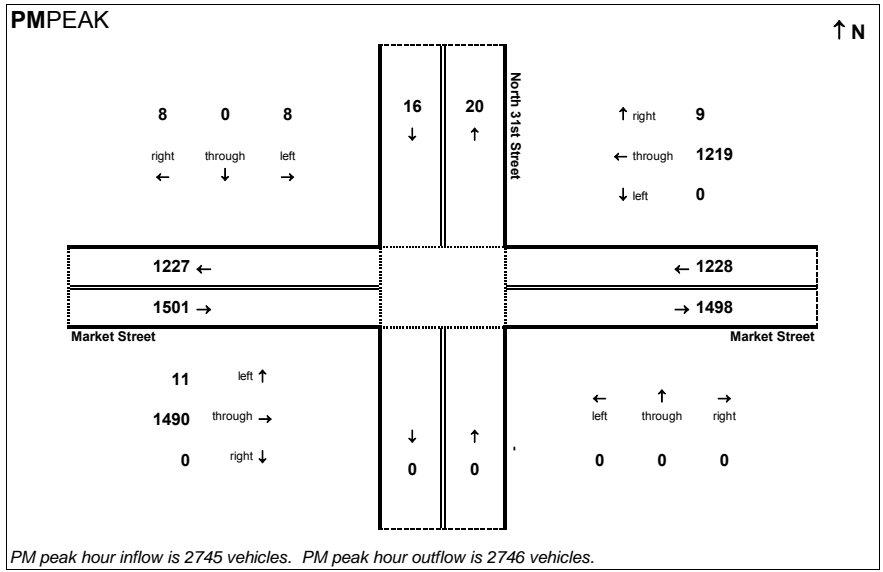 PMPEAK
↑ N
North 31st Street
16 20
↓ ↑
8 0 8
right through left
← ↓ →
↑ right 9
← through 1219
↓ left 0
1227 ←
← 1228
1501 →
→ 1498
Market Street
Market Street
11 left ↑
1490 through →
0 right ↓
↓ ↑
0 0
← ↑ →
left through right
0 0 0
PM peak hour inflow is 2745 vehicles. PM peak hour outflow is 2746 vehicles.